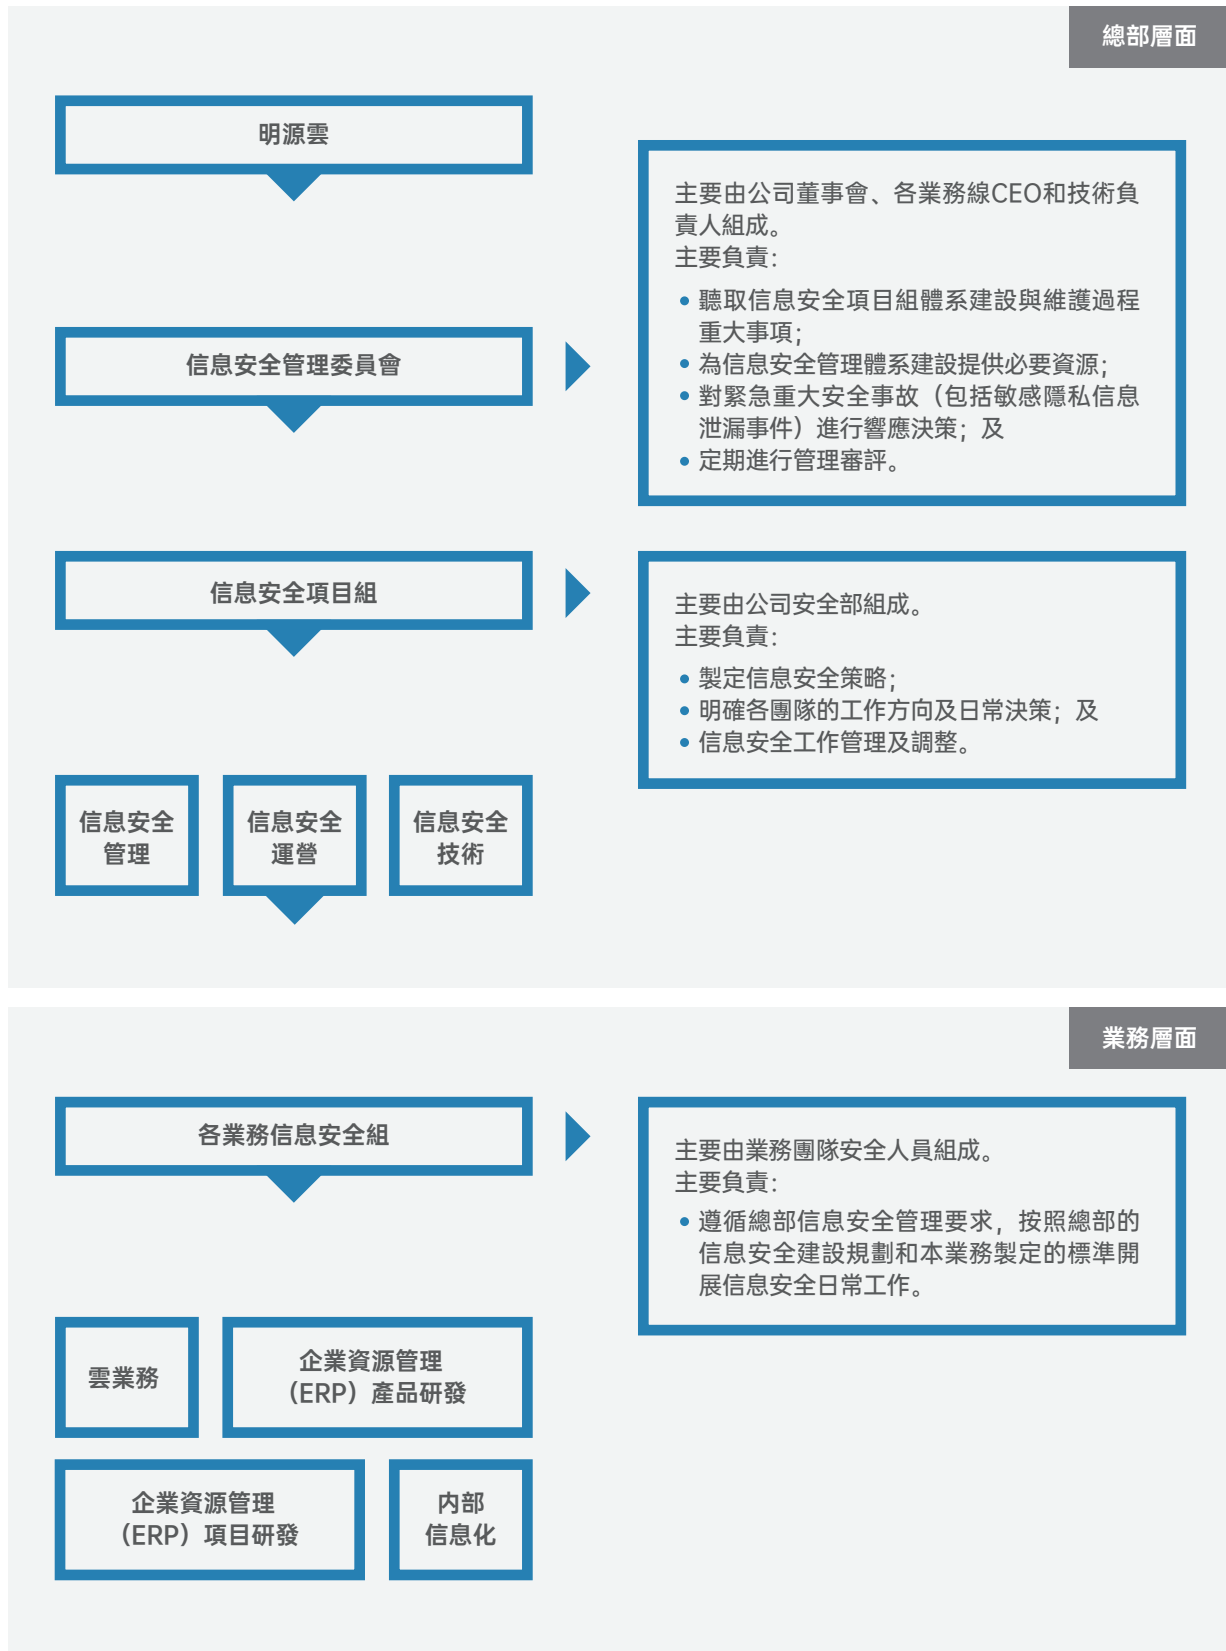 總部層面
明源雲
主要由公司董事會、各業務線CEO和技術負
責人組成。
主要負責：
• 聽取信息安全項目組體系建設與維護過程
重大事項；
• 為信息安全管理體系建設提供必要資源；
• 對緊急重大安全事故（包括敏感隱私信息
泄漏事件）進行響應決策；及
• 定期進行管理審評。
信息安全管理委員會
信息安全項目組
主要由公司安全部組成。
主要負責：
• 製定信息安全策略；
• 明確各團隊的工作方向及日常決策；及
• 信息安全工作管理及調整。
信息安全
管理
信息安全
運營
信息安全
技術
業務層面
各業務信息安全組
主要由業務團隊安全人員組成。
主要負責：
• 遵循總部信息安全管理要求，按照總部的
信息安全建設規劃和本業務製定的標準開
展信息安全日常工作。
雲業務
企業資源管理
（ERP）產品研發
企業資源管理
（ERP）項目研發
内部
信息化